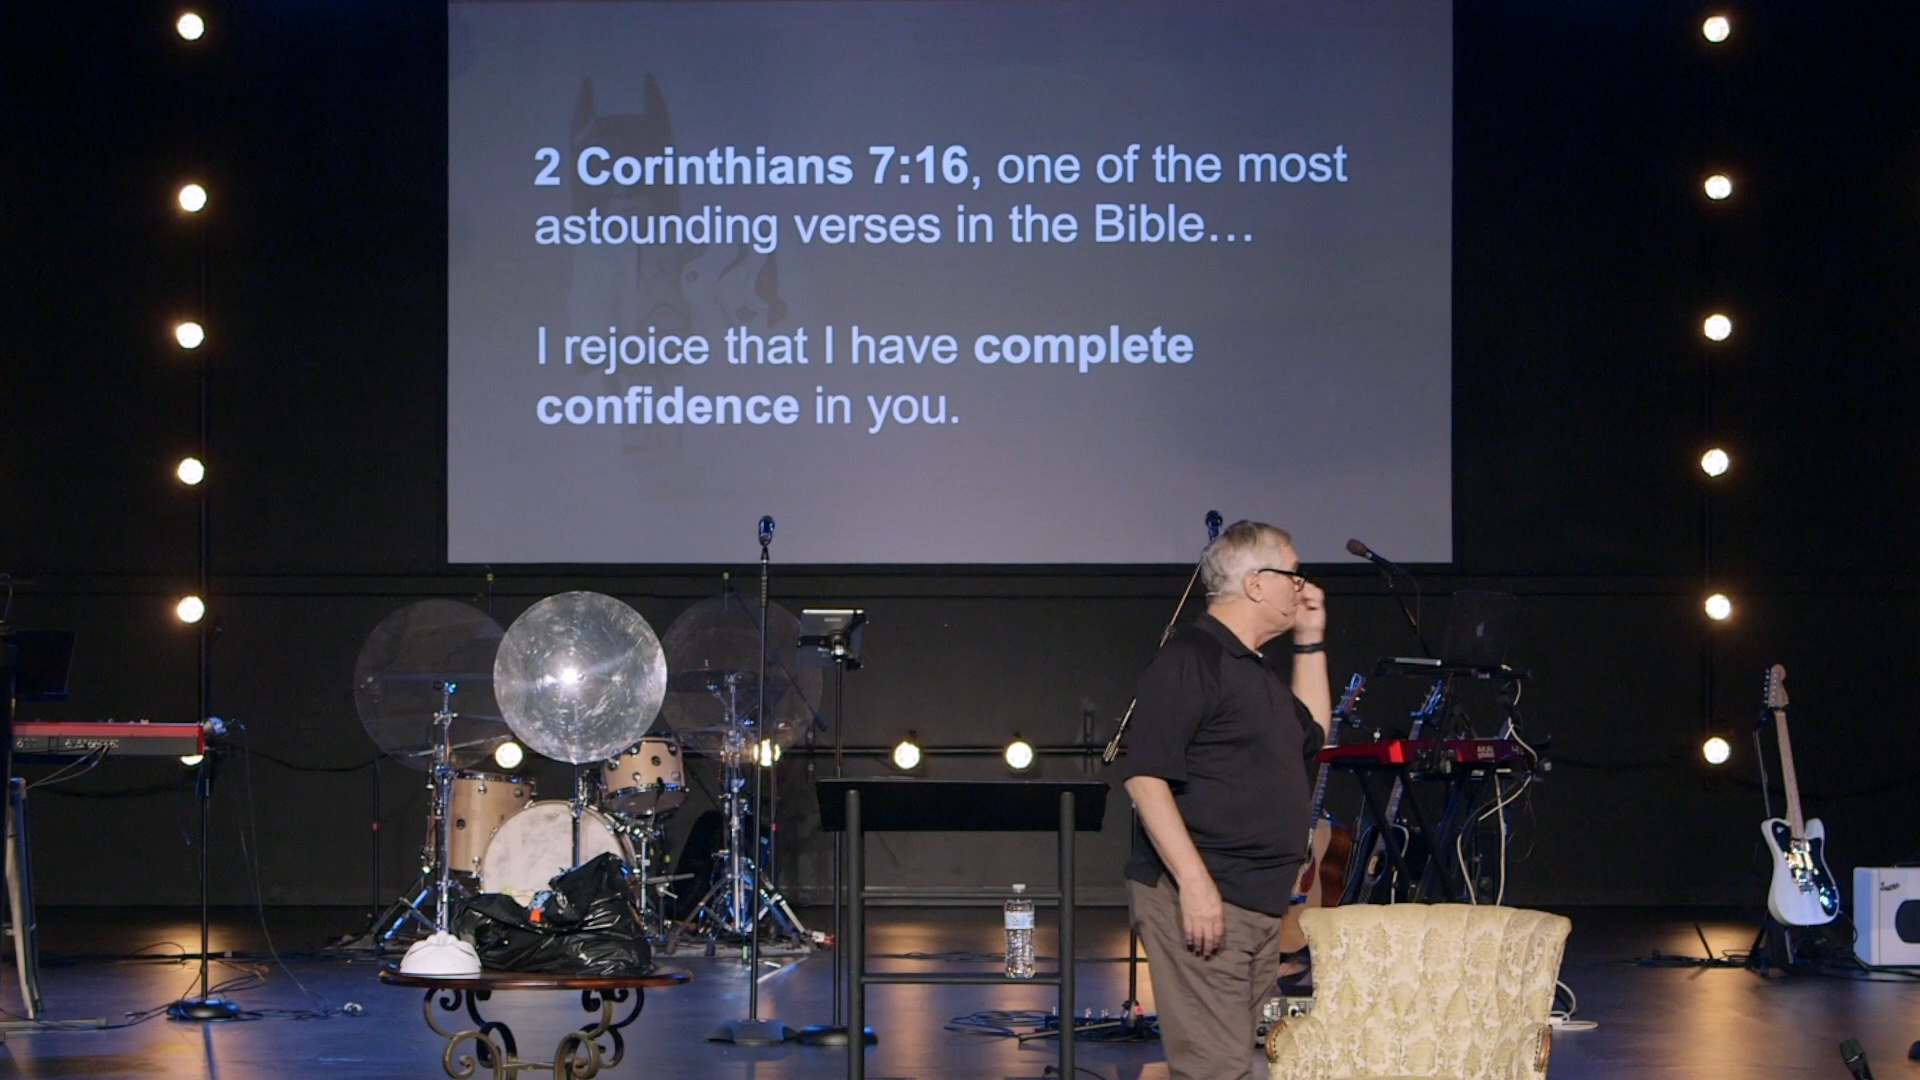 2 Corinthians 7:16, one of the most
astounding verses in the Bible…
I rejoice that I have complete
confidence in you.